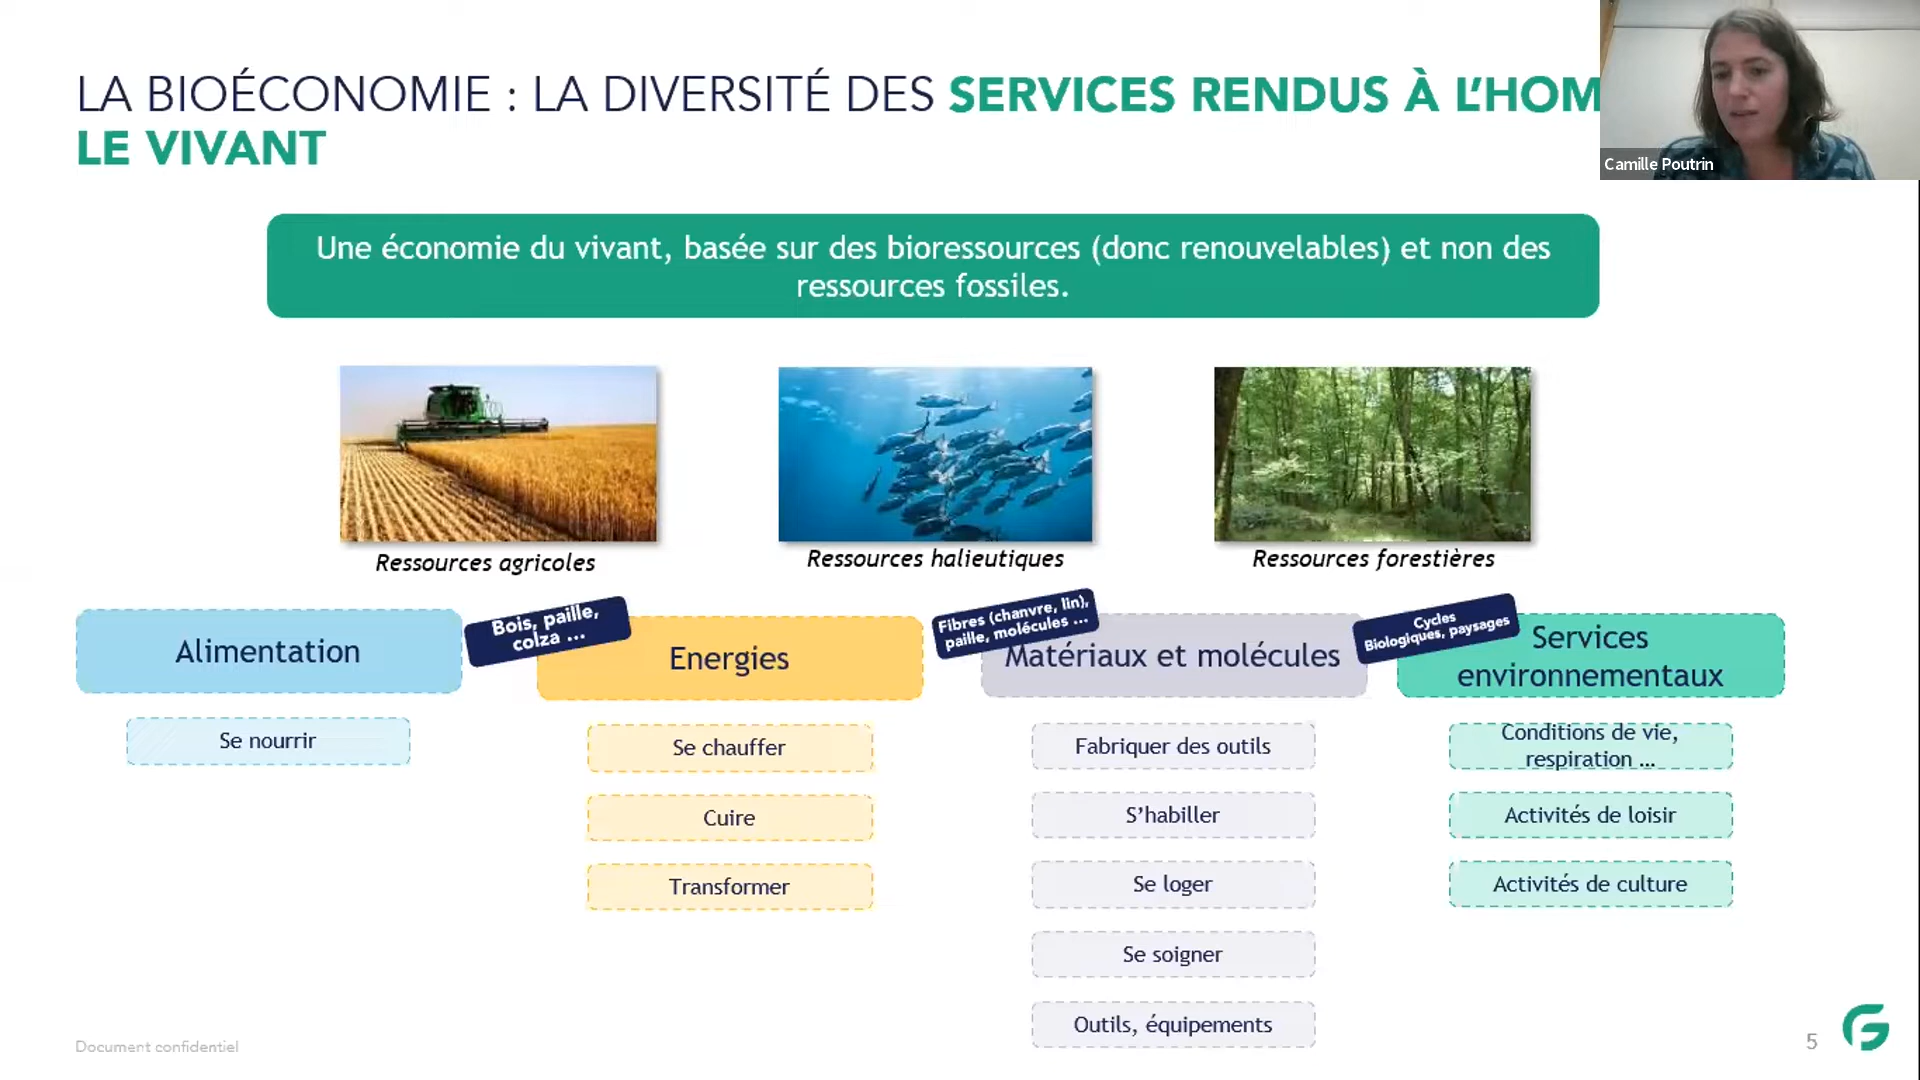 LA BIOÉCONOMIE : LA DIVERSITÉ DES SERVICES RENDUS À L’HOM
LE VIVANT
Camille Poutrin
Une économie du vivant, basée sur des bioressources (donc renouvelables) et non des
ressources fossiles.
Ressources agricoles
Ressources halieutiques
Ressources forestières
Alimentation
Se nourrir
Bois, paille,
colza ...
Energies
Se chauffer
Cuire
Transformer
Fibres (chanvre, lin),
paille, molécules ...
Matériaux et molécules
Fabriquer des outils
S’habiller
Se loger
Se soigner
Outils, équipements
Cycles
Biologiques, paysages
Services
environnementaux
Conditions de vie,
respiration ...
Activités de loisir
Activités de culture
Document confidentiel
5